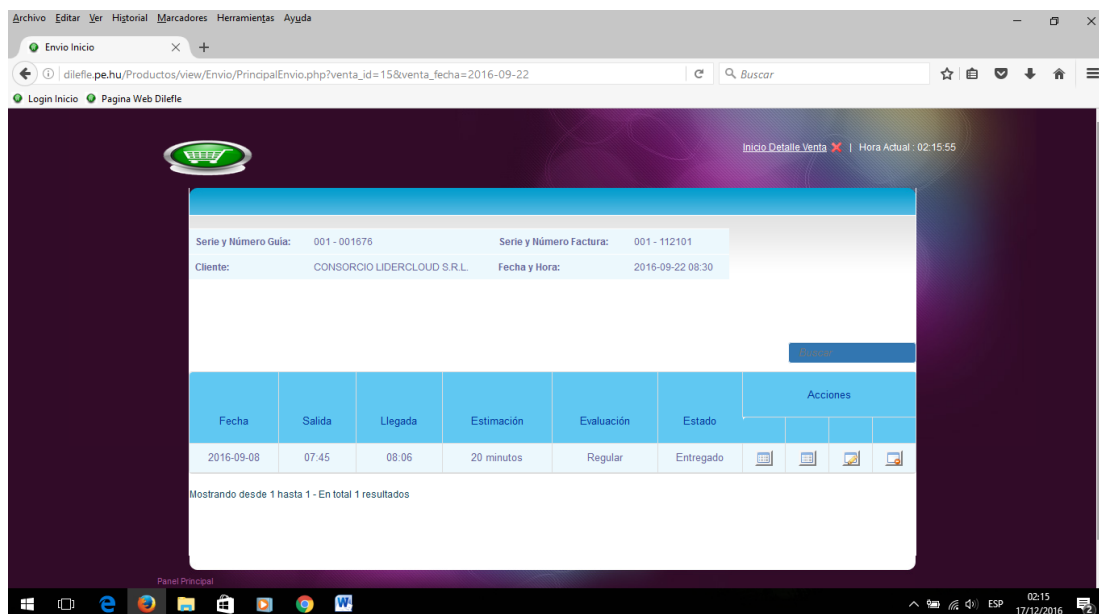 Archivo Editar Ver Historial Marcadores Herramientas Ayuda
Envio Inicio
dilefle.pe.hu/Productos/view/Envio/PrincipalEnvio.php?venta_id=15&venta_fecha=2016-09-22
Buscar
Login Inicio Pagina Web Dilefle
Inicio Detalle Venta | Hora Actual : 02:15:55
Serie y Número Guía: 001 - 001676 Serie y Número Factura: 001 - 112101
Cliente: CONSORCIO LIDERCLOUD S.R.L. Fecha y Hora: 2016-09-22 08:30
Buscar
Acciones
Fecha Salida Llegada Estimación Evaluación Estado
2016-09-08 07:45 08:06 20 minutos Regular Entregado
Mostrando desde 1 hasta 1 - En total 1 resultados
Panel Principal
ESP
02:15
17/12/2016
2